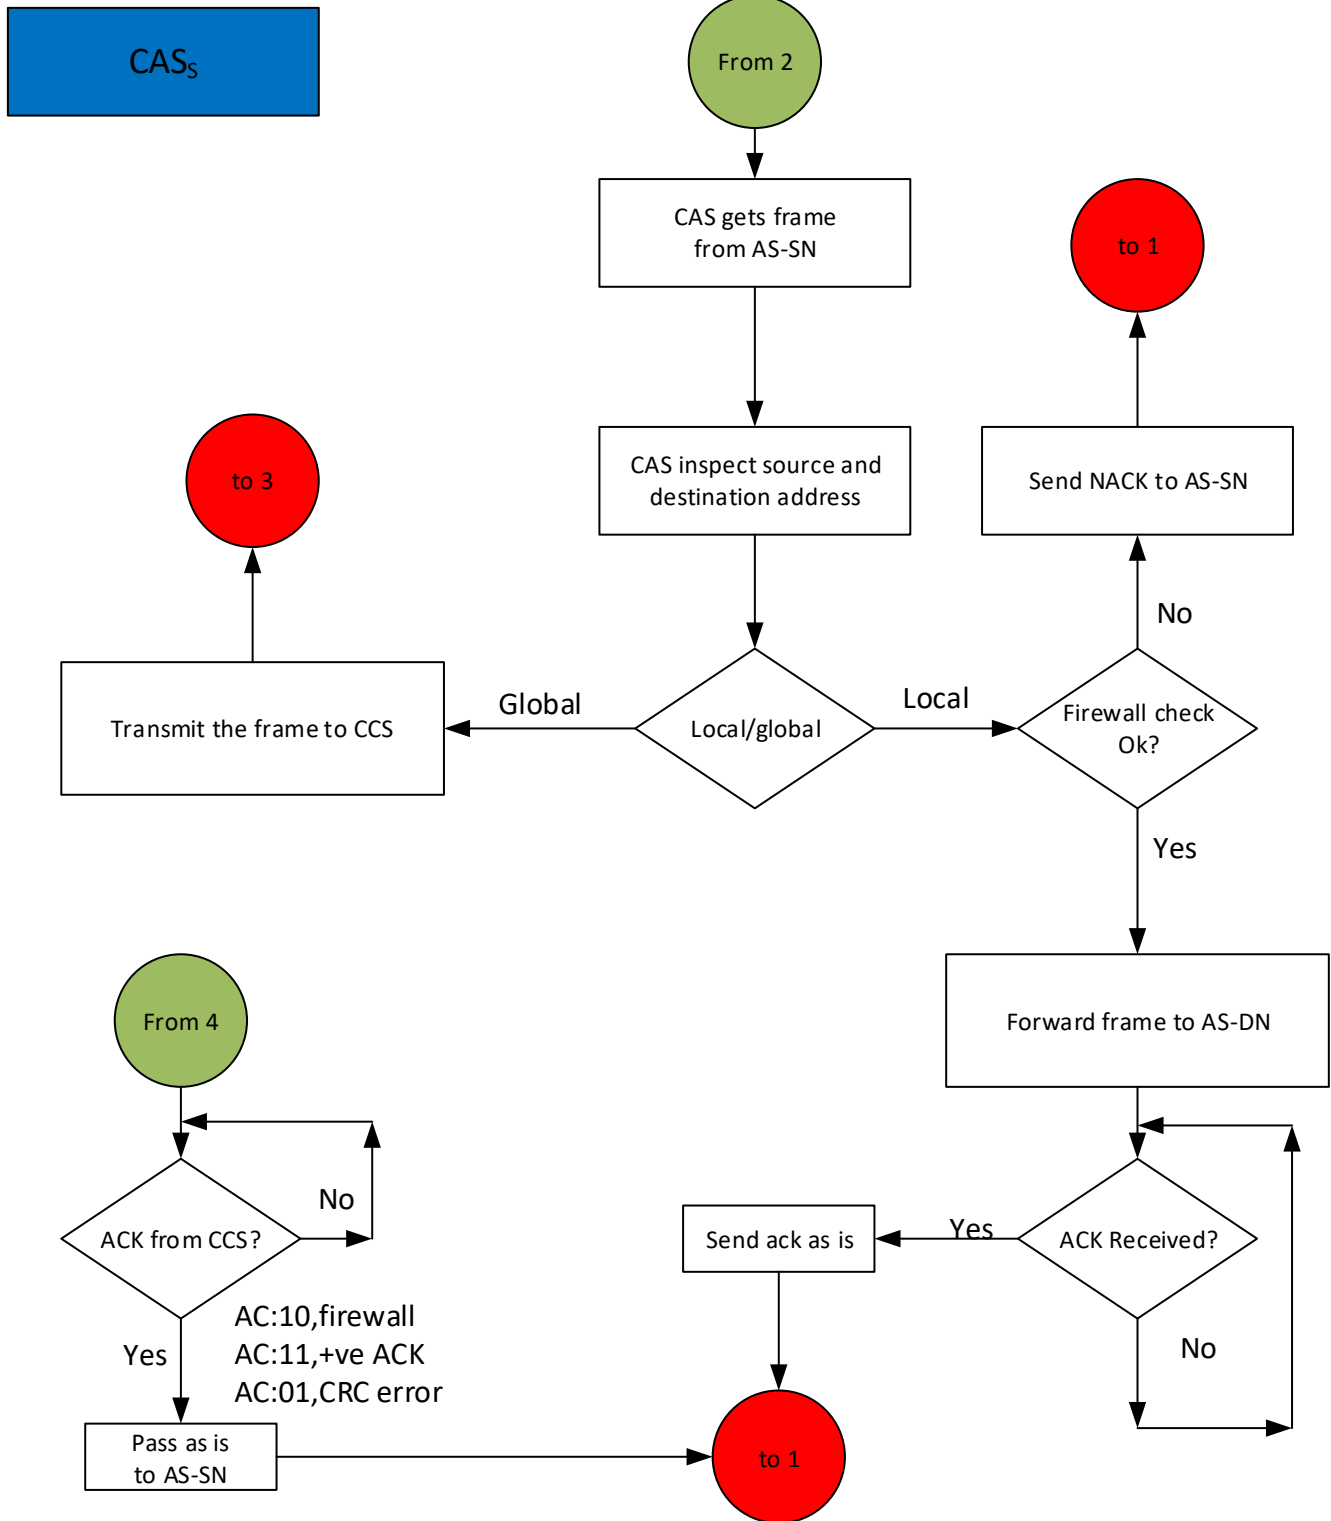 CASs
From 2
CAS gets frame
from AS-SN
to 1
to 3
CAS inspect source and
destination address
Send NACK to AS-SN
No
Transmit the frame to CCS
Global
Local/global
Local
Firewall check
Ok?
Yes
From 4
Forward frame to AS-DN
ACK from CCS?
No
Send ack as is
Yes
ACK Received?
No
Yes
AC:10,firewall
AC:11,+ve ACK
AC:01,CRC error
Pass as is
to AS-SN
to 1